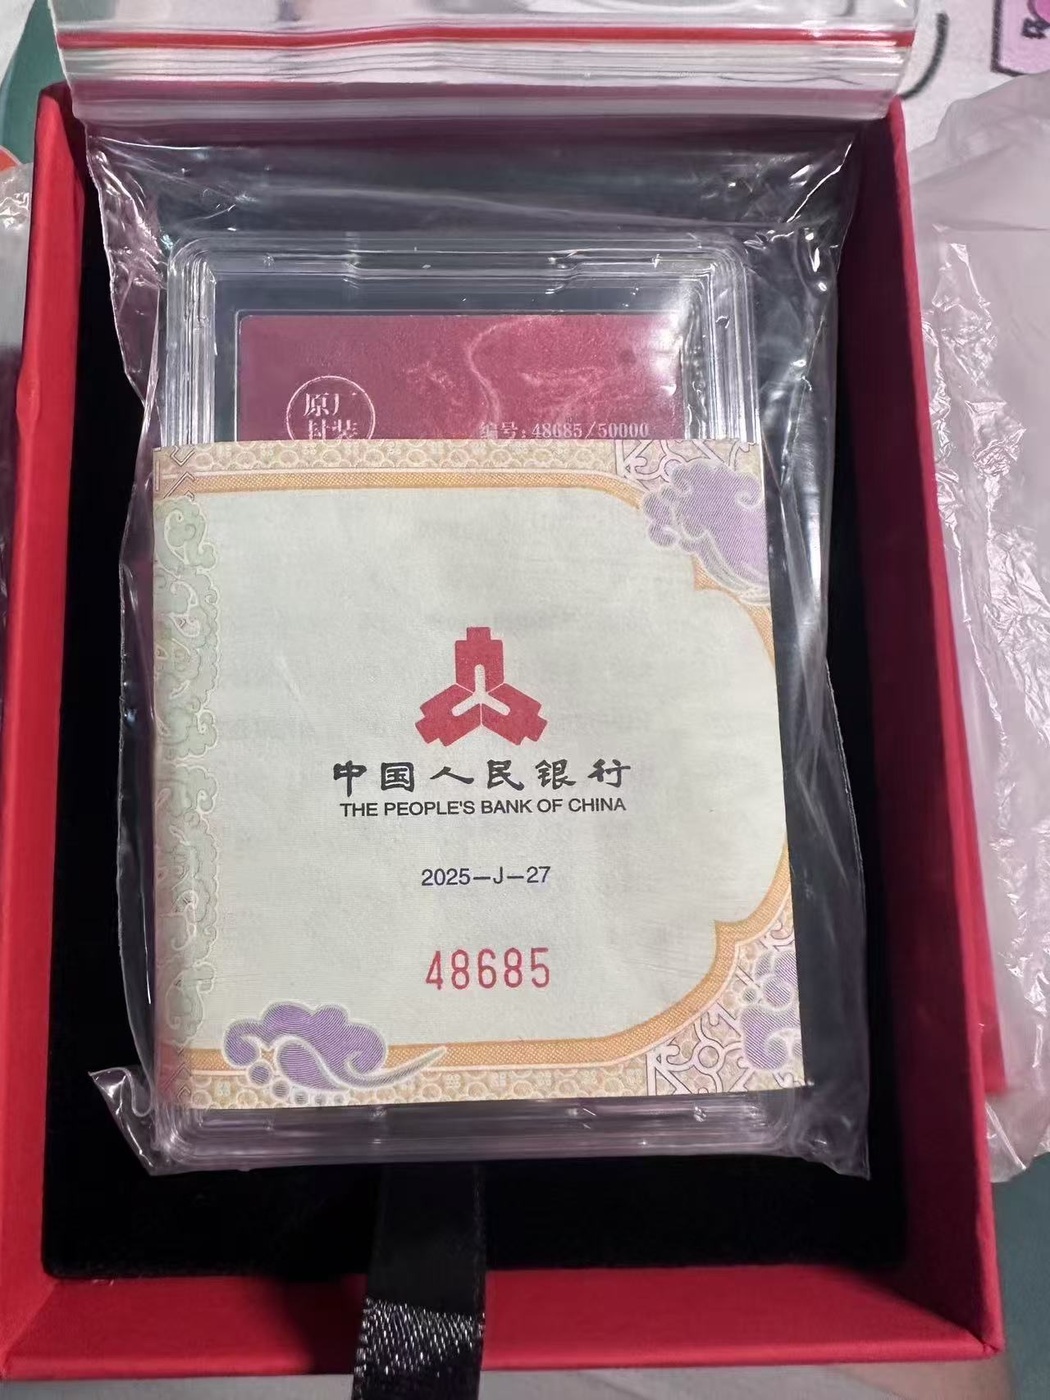 原厂
封装
编号:48685/50000
中国人民银行
THE PEOPLE'S BANK OF CHINA
2025—J—27
48685